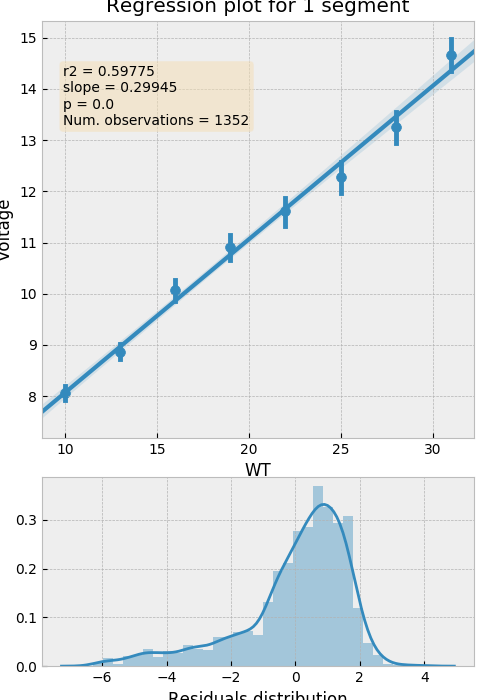 Regression plot for 1 segment
15
14
13
12
11
10
9
8
r2 = 0.59775
slope = 0.29945
p = 0.0
Num. observations = 1352
Voltage
10 15 20 25 30
WT
0.3
0.2
0.1
0.0
−6 −4 −2 0 2 4
Residuals distribution